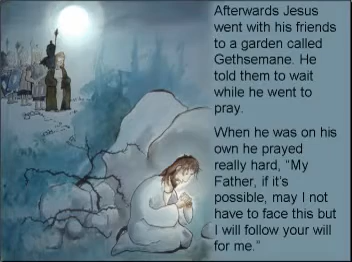 Afterwards Jesus
went with his friends
to a garden called
Gethsemane. He
told them to wait
while he went to
pray.
When he was on his
own he prayed
really hard, “My
Father, if it’s
possible, may I not
have to face this but
I will follow your will
for me.”